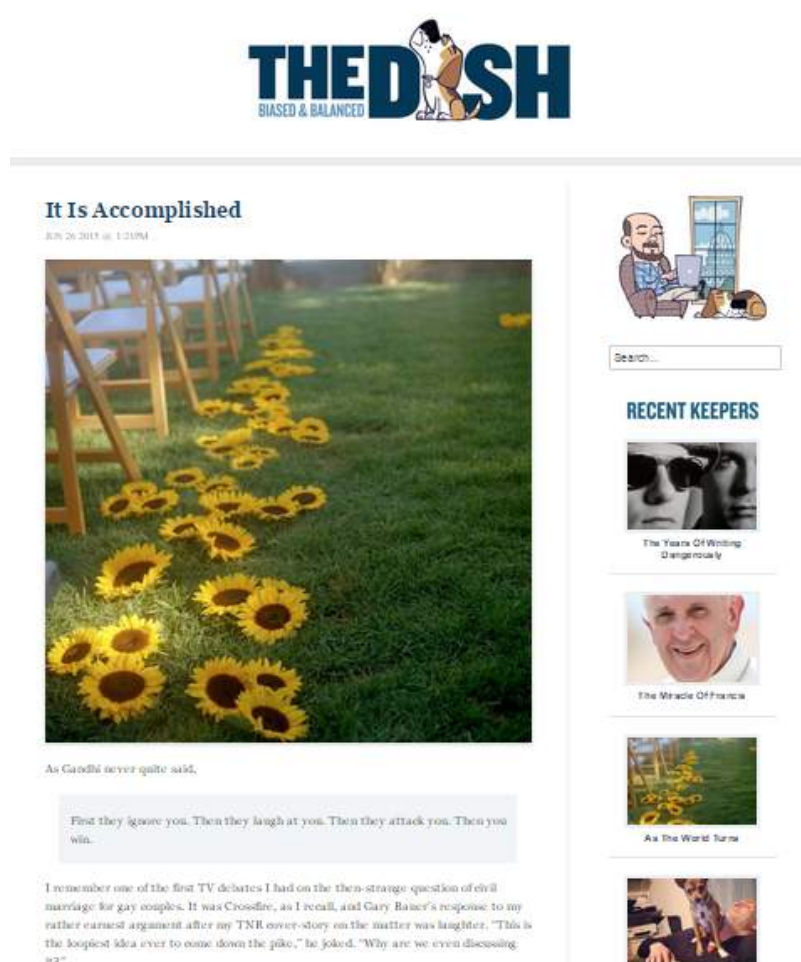 THE DISH
BIASED & BALANCED
It Is Accomplished
JUN 26 2015 @ 1:21PM
As Gandhi never quite said,
First they ignore you. Then they laugh at you. Then they attack you. Then you
win.
I remember one of the first TV debates I had on the then-strange question of civil
marriage for gay couples. It was Crossfire, as I recall, and Gary Bauer's response to my
rather earnest argument after my TNR cover-story on the matter was laughter. "This is
the loopiest idea ever to come down the pike," he joked. "Why are we even discussing
it?"
Search...
RECENT KEEPERS
The Years Of Writing
Dangerously
The Miracle Of Francis
As The World Turns